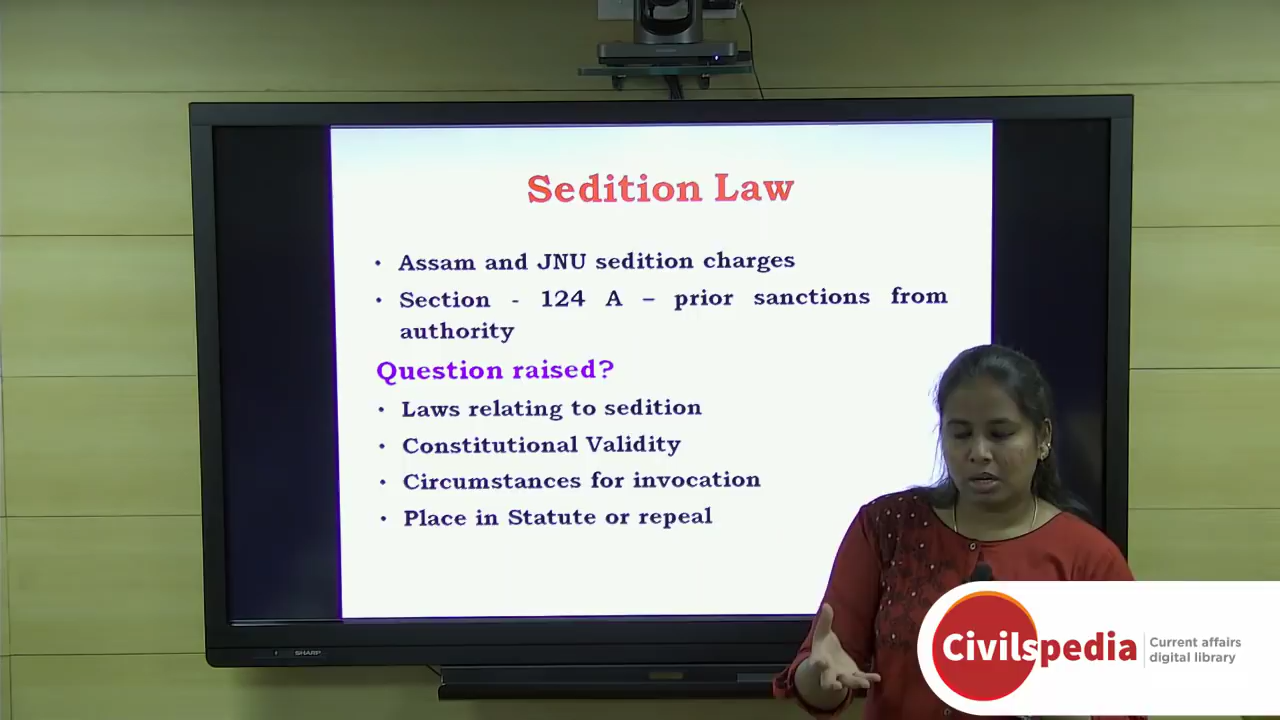 Sedition Law
• Assam and JNU sedition charges
• Section - 124 A – prior sanctions from
authority
Question raised?
• Laws relating to sedition
• Constitutional Validity
• Circumstances for invocation
• Place in Statute or repeal
SHARP
Civilspedia
Current affairs
digital library